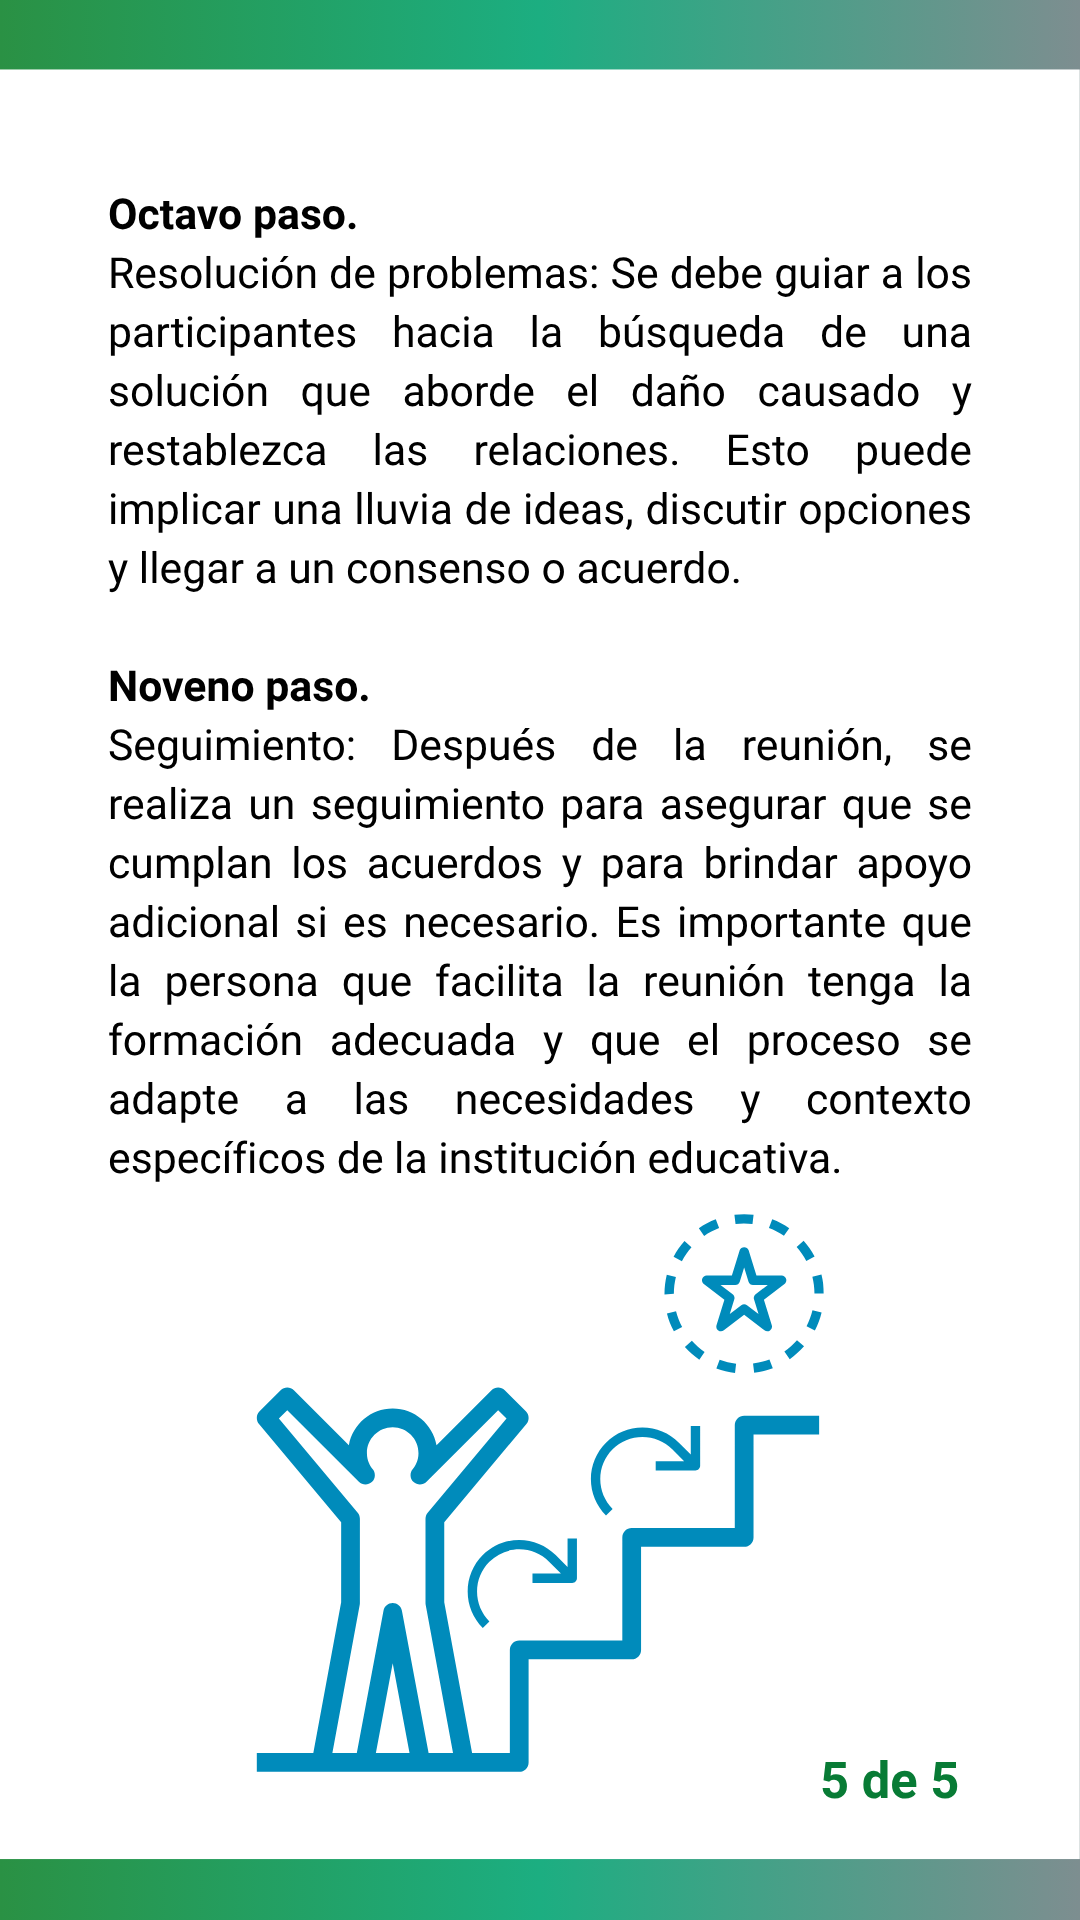 Octavo paso.
Resolución de problemas: Se debe guiar a los
participantes hacia la búsqueda de una
solución que aborde el daño causado y
restablezca las relaciones. Esto puede
implicar una lluvia de ideas, discutir opciones
y llegar a un consenso o acuerdo.
Noveno paso.
Seguimiento: Después de la reunión, se
realiza un seguimiento para asegurar que se
cumplan los acuerdos y para brindar apoyo
adicional si es necesario. Es importante que
la persona que facilita la reunión tenga la
formación adecuada y que el proceso se
adapte a las necesidades y contexto
específicos de la institución educativa.
5 de 5